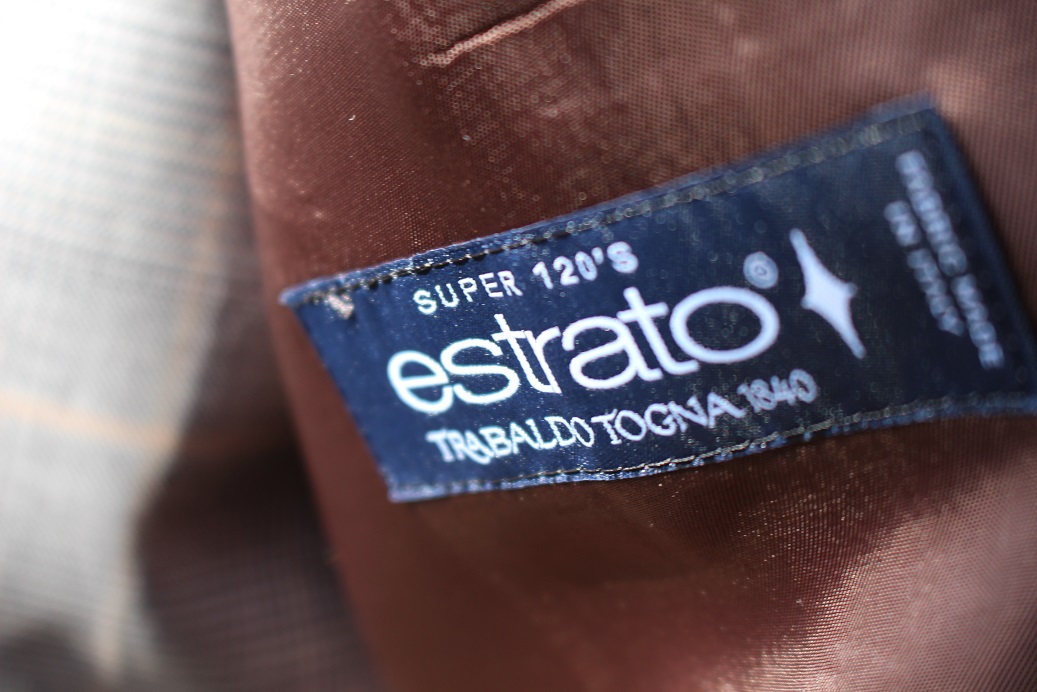 SUPER 120'S
estrato®
TRABALDO TOGNA 1840
FABRIC MADE
IN ITALY